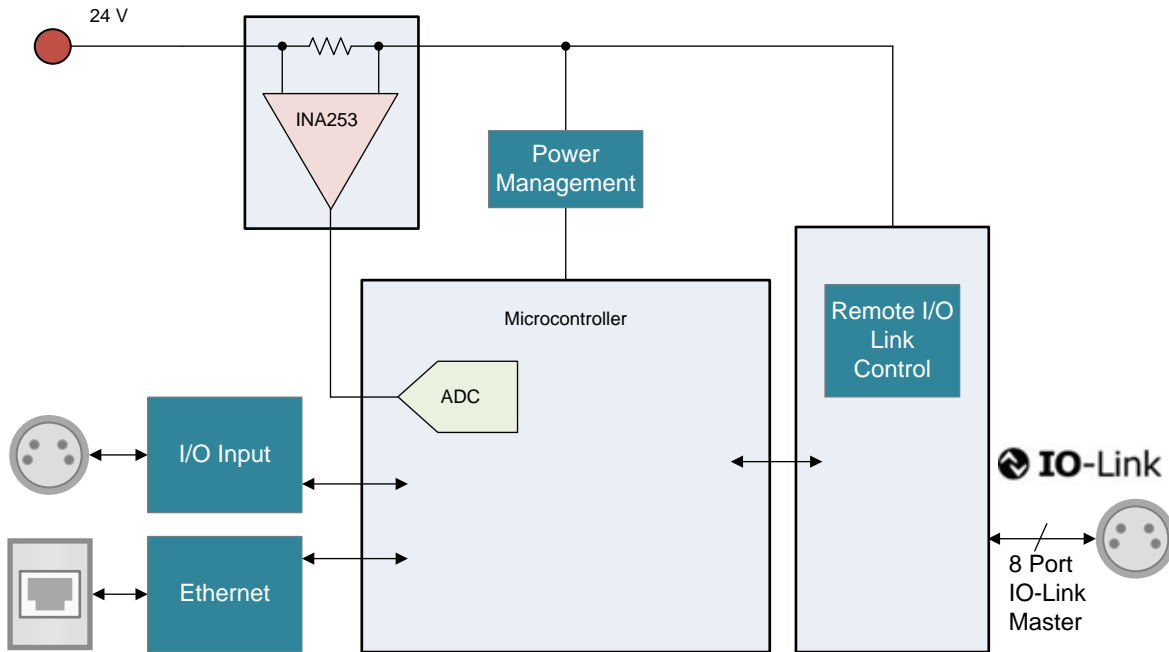 24 V
INA253
Power
Management
Microcontroller
Remote I/O
Link
Control
ADC
I/O Input
IO-Link
Ethernet
8 Port
IO-Link
Master